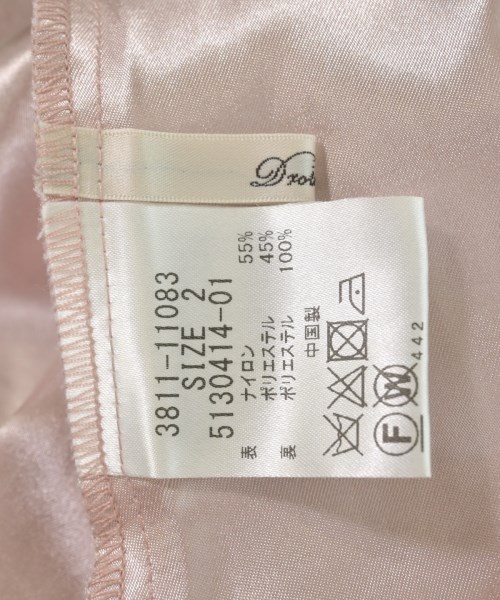 3811-11083
SIZE 2
5130414-01
表 ナイロン 55%
ポリエステル 45%
裏 ポリエステル 100%
中国製
F W
442